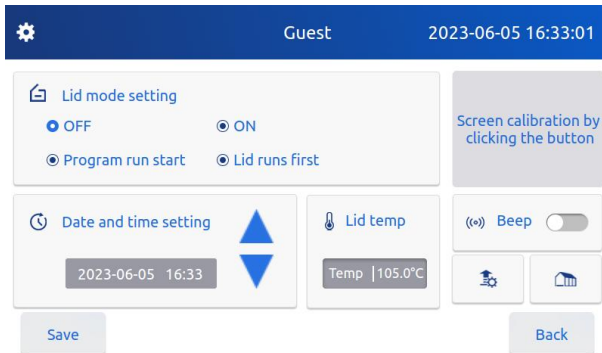 Guest
2023-06-05 16:33:01
Lid mode setting
OFF
ON
Program run start
Lid runs first
Screen calibration by
clicking the button
Date and time setting
2023-06-05 16:33
Lid temp
Temp 105.0°C
Beep
Save
Back